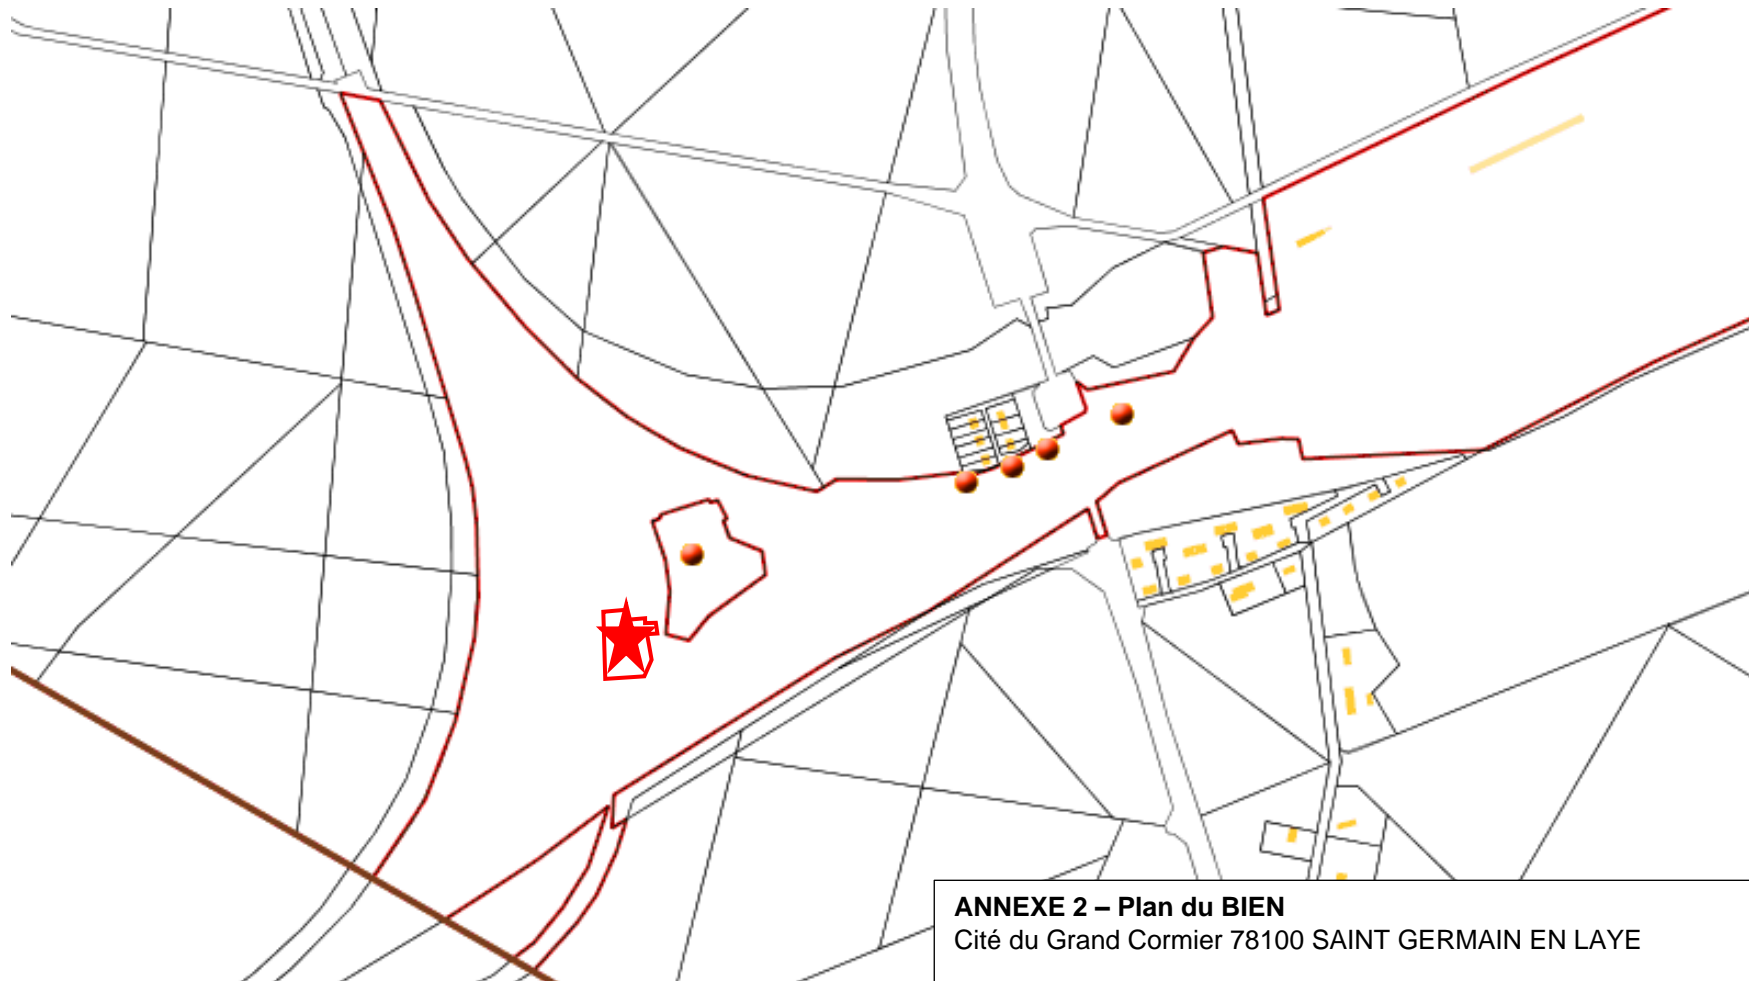 ANNEXE 2 – Plan du BIEN
Cité du Grand Cormier 78100 SAINT GERMAIN EN LAYE